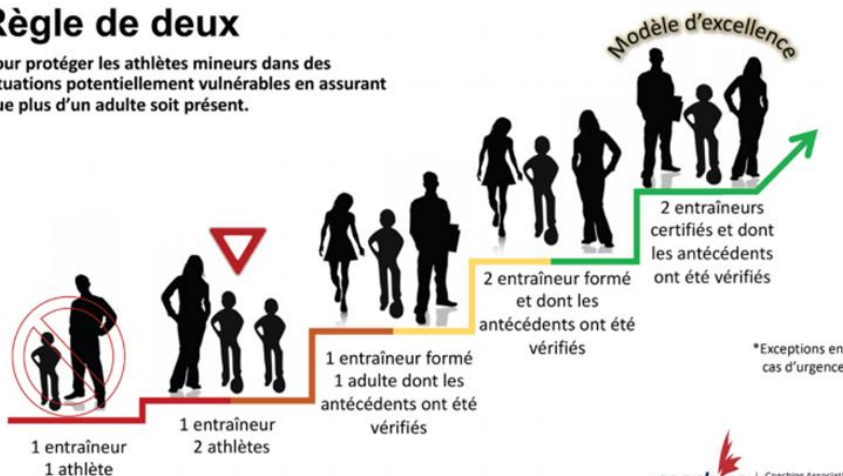 Règle de deux
our protéger les athlètes mineurs dans des
tuations potentiellement vulnérables en assurant
ue plus d'un adulte soit présent.
Modèle d'excellence
2 entraîneurs
certifiés et dont
les antécédents
ont été vérifiés
2 entraîneur formé
et dont les
antécédents ont été
vérifiés
1 entraîneur formé
1 adulte dont les
antécédents ont été
vérifiés
1 entraîneur
2 athlètes
1 entraîneur
1 athlète
*Exceptions en
cas d'urgence